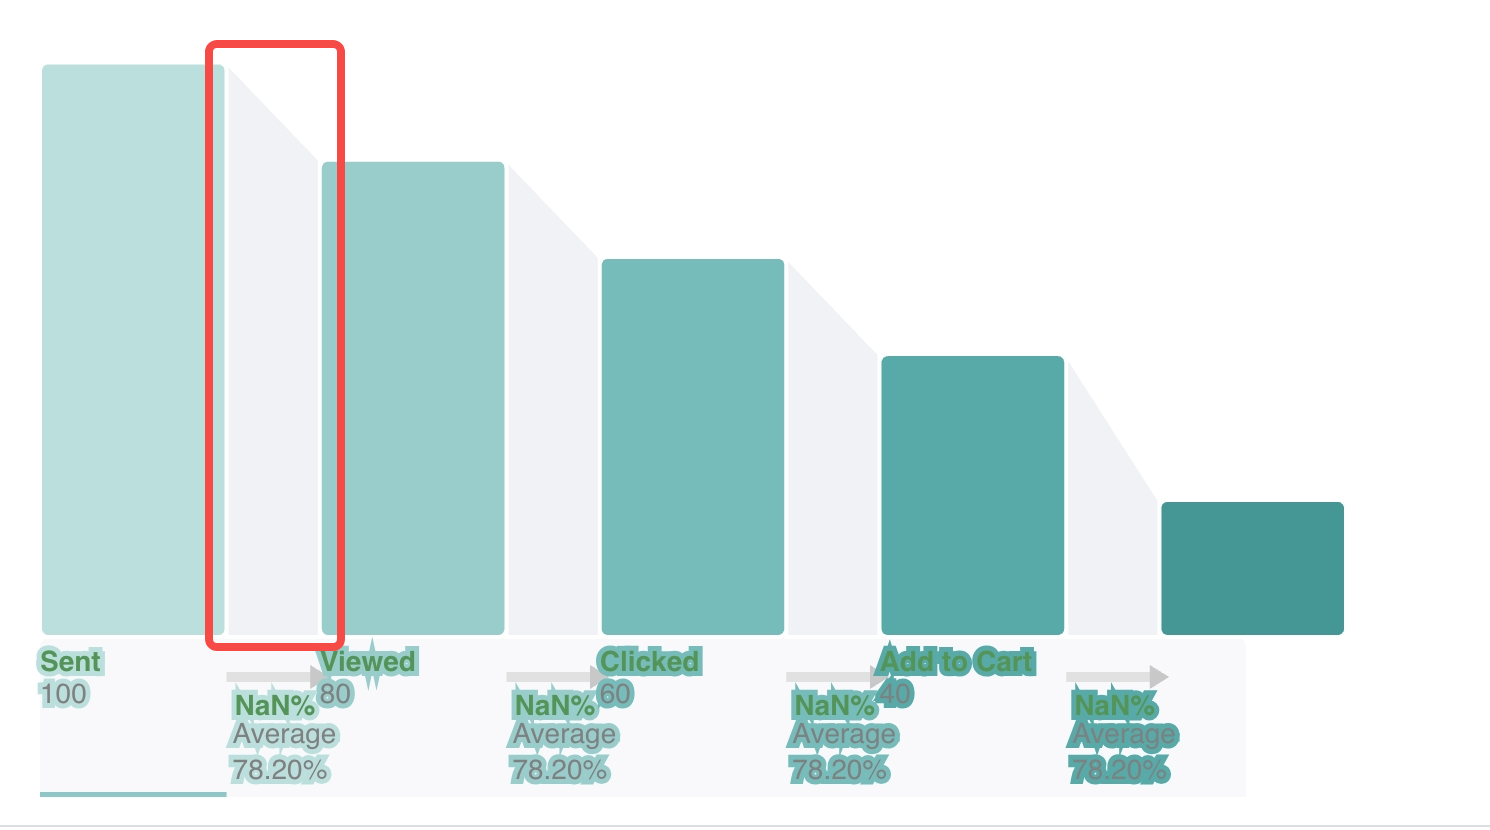 Sent
100
NaN%
Average
78.20%
Viewed
80
NaN%
Average
78.20%
Clicked
60
NaN%
Average
78.20%
Add to Cart
40
NaN%
Average
78.20%